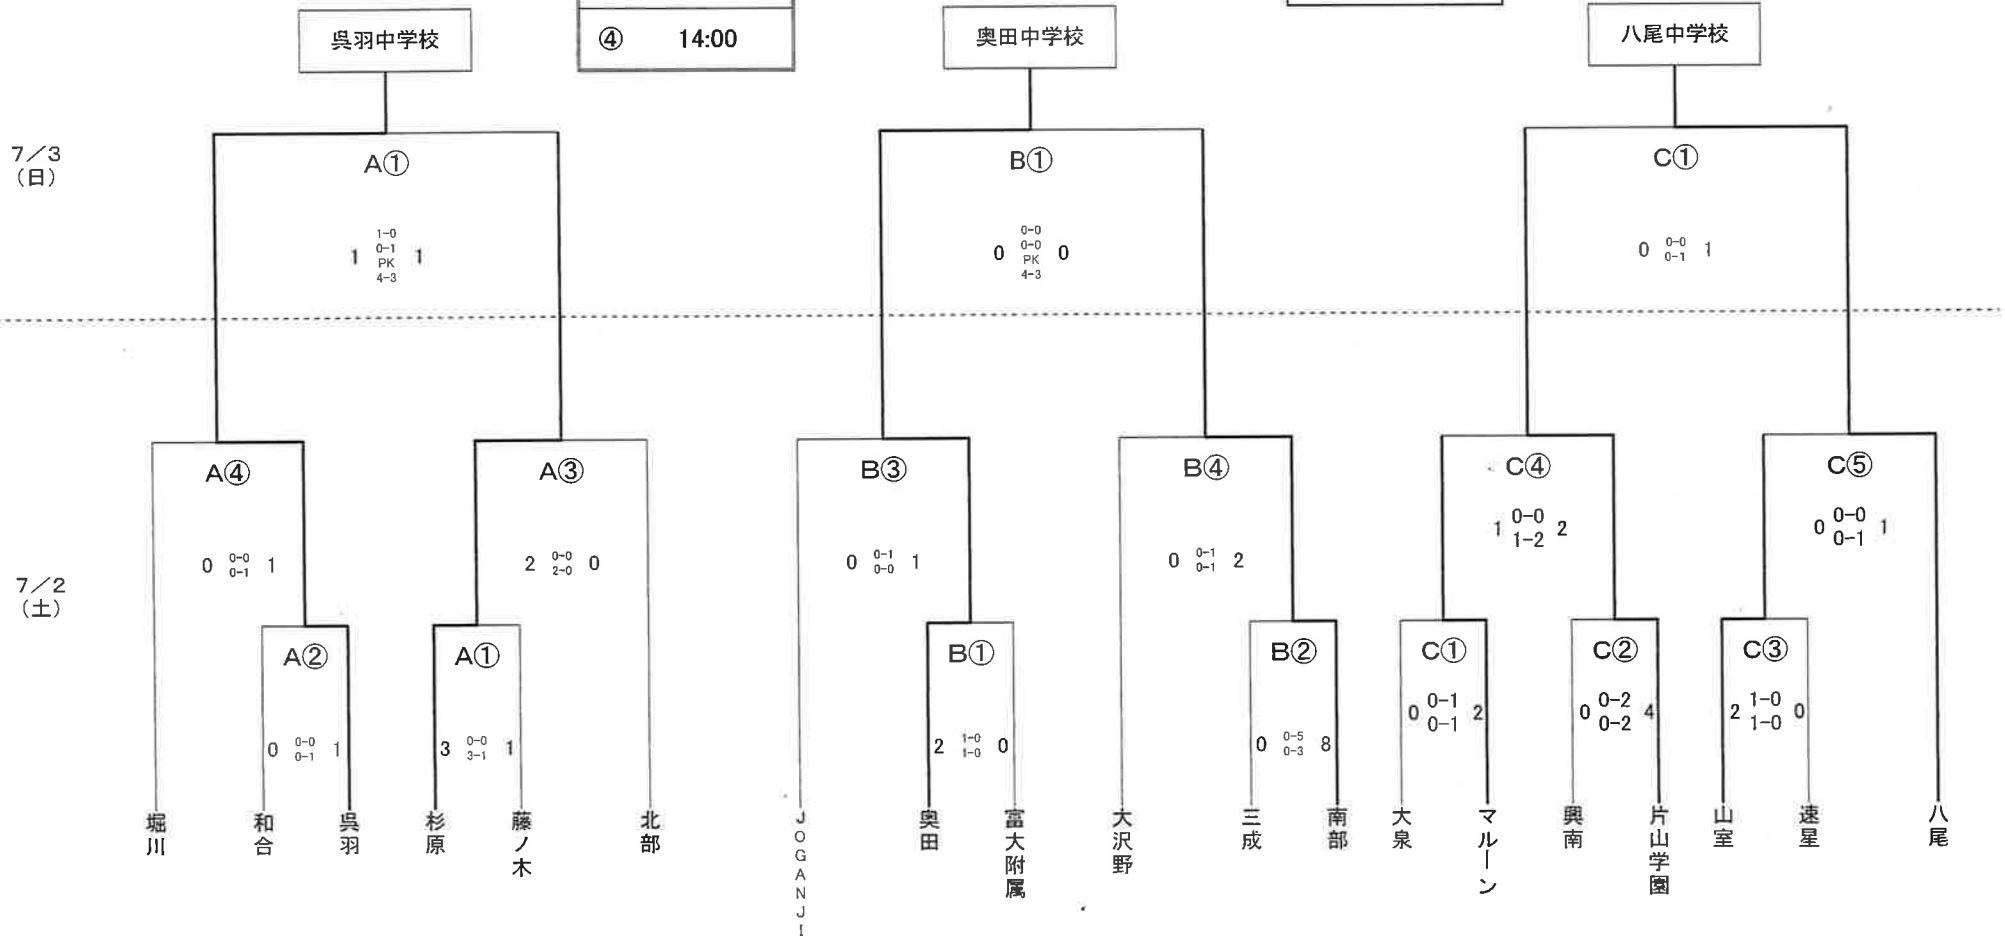 呉羽中学校
④ 14:00
奥田中学校
八尾中学校
7/3
(日)
A①
1-0
1 0-1 1
PK
4-3
B①
0-0
0 0-0 0
PK
4-3
C①
0 0-0 1
0-1
7/2
(土)
A④
0 0-0 1
0-1
A③
2 0-0 0
2-0
B③
0 0-1 1
0-0
B④
0 0-1 2
0-1
C④
1 0-0 2
1-2
C⑤
0 0-0 1
0-1
A②
0 0-0 1
0-1
A①
3 0-0 1
3-1
B①
2 1-0 0
1-0
B②
0 0-5 8
0-3
C①
0 0-1 2
0-1
C②
0 0-2 4
0-2
C③
2 1-0 0
1-0
堀川
和合
呉羽
杉原
藤ノ木
北部
JOGANJI
奥田
富大附属
大沢野
三成
南部
大泉
マルーン
興南
片山学園
山室
速星
八尾